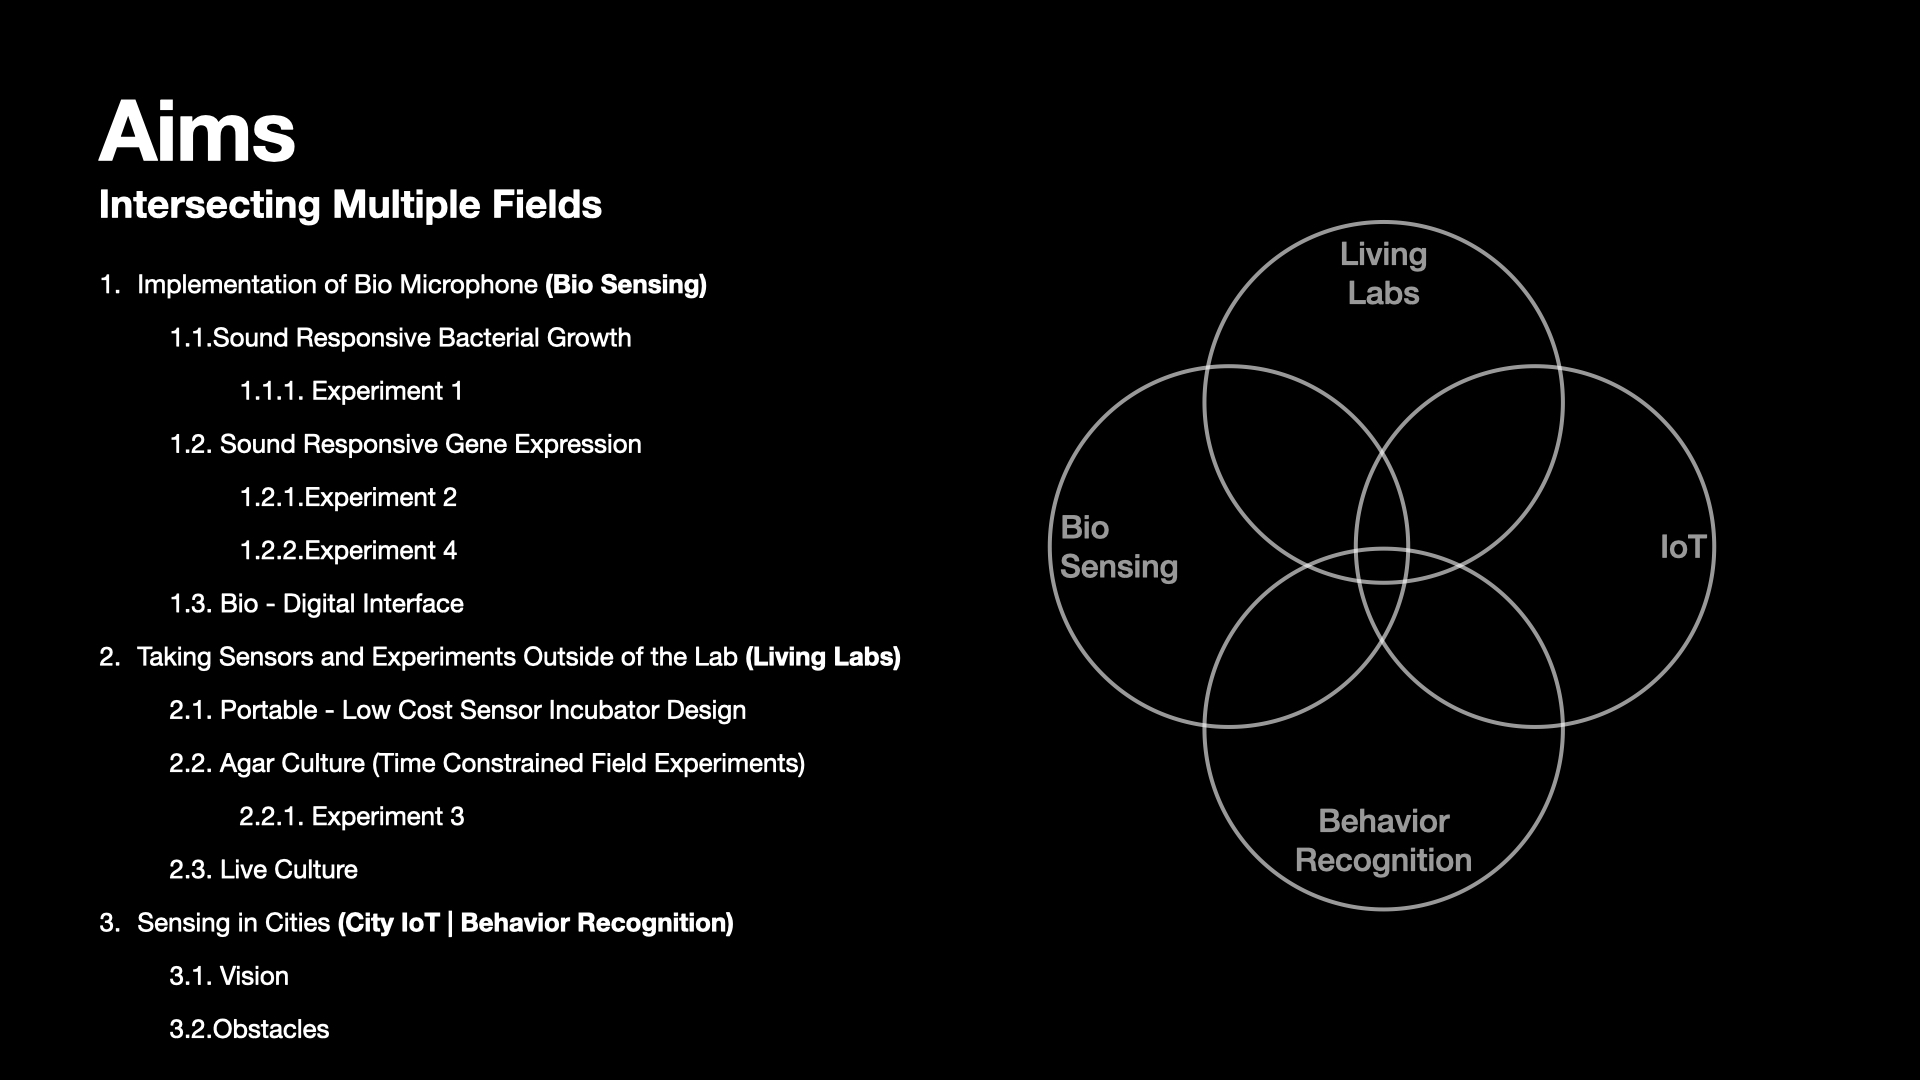 Aims
Intersecting Multiple Fields
1. Implementation of Bio Microphone (Bio Sensing)
1.1.Sound Responsive Bacterial Growth
1.1.1. Experiment 1
1.2. Sound Responsive Gene Expression
1.2.1.Experiment 2
1.2.2.Experiment 4
1.3. Bio - Digital Interface
2. Taking Sensors and Experiments Outside of the Lab (Living Labs)
2.1. Portable - Low Cost Sensor Incubator Design
2.2. Agar Culture (Time Constrained Field Experiments)
2.2.1. Experiment 3
2.3. Live Culture
3. Sensing in Cities (City IoT | Behavior Recognition)
3.1. Vision
3.2.Obstacles
Living
Labs
Bio
Sensing
IoT
Behavior
Recognition